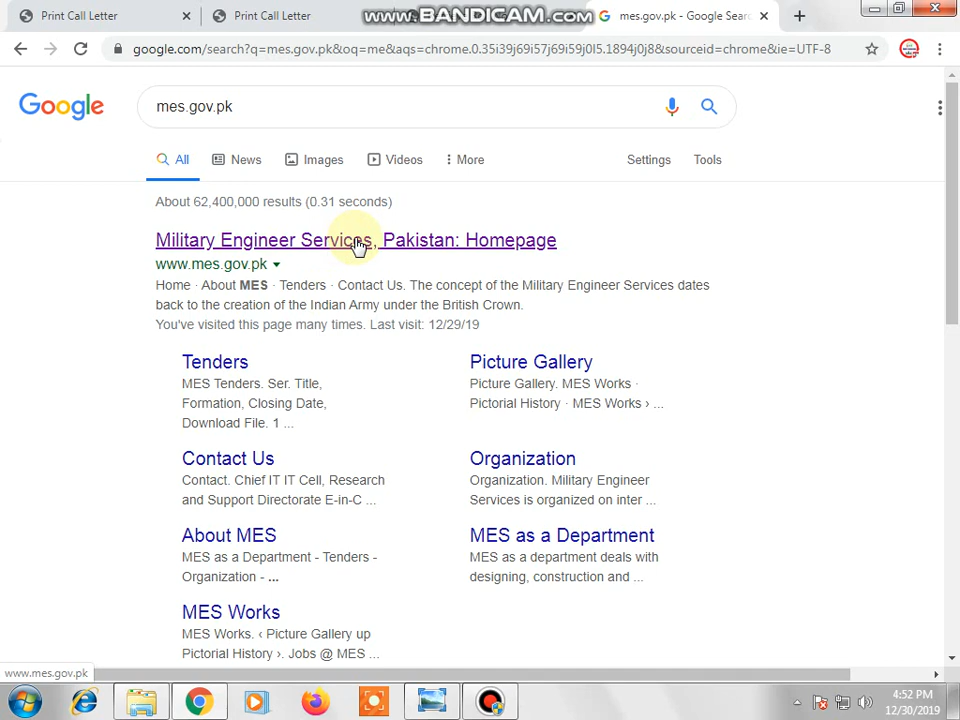 Print Call Letter
Print Call Letter
WWW.BANDICAM.COM
mes.gov.pk - Google Sear
google.com/search?q=mes.gov.pk&oq=me&aqs=chrome.0.35i39j69i57j69i59j0l5.1894j0j8&sourceid=chrome&ie=UTF-8
Google
mes.gov.pk
All
News
Images
Videos
More
Settings
Tools
About 62,400,000 results (0.31 seconds)
Military Engineer Services, Pakistan: Homepage
www.mes.gov.pk
Home · About MES · Tenders · Contact Us. The concept of the Military Engineer Services dates
back to the creation of the Indian Army under the British Crown.
You've visited this page many times. Last visit: 12/29/19
Tenders
MES Tenders. Ser. Title,
Formation, Closing Date,
Download File. 1 ...
Picture Gallery
Picture Gallery. MES Works ·
Pictorial History · MES Works › ...
Contact Us
Contact. Chief IT IT Cell, Research
and Support Directorate E-in-C ...
Organization
Organization. Military Engineer
Services is organized on inter ...
About MES
MES as a Department - Tenders -
Organization - ...
MES as a Department
MES as a department deals with
designing, construction and ...
MES Works
MES Works. ‹ Picture Gallery up
Pictorial History ›. Jobs @ MES ...
www.mes.gov.pk
4:52 PM
12/30/2019